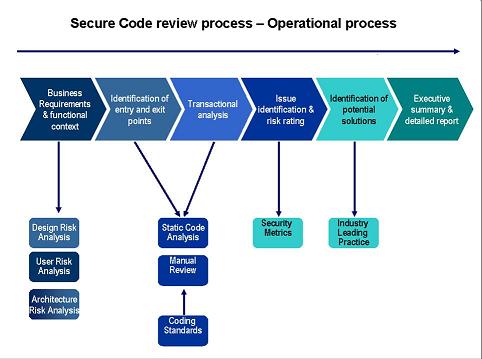 Secure Code review process – Operational process
Business
Requirements
& functional
context
Identification of
entry and exit
points
Transactional
analysis
Issue
identification &
risk rating
Identification of
potential
solutions
Executive
summary &
detailed report
Design Risk
Analysis
User Risk
Analysis
Architecture
Risk Analysis
Static Code
Analysis
Manual
Review
Coding
Standards
Security
Metrics
Industry
Leading
Practice